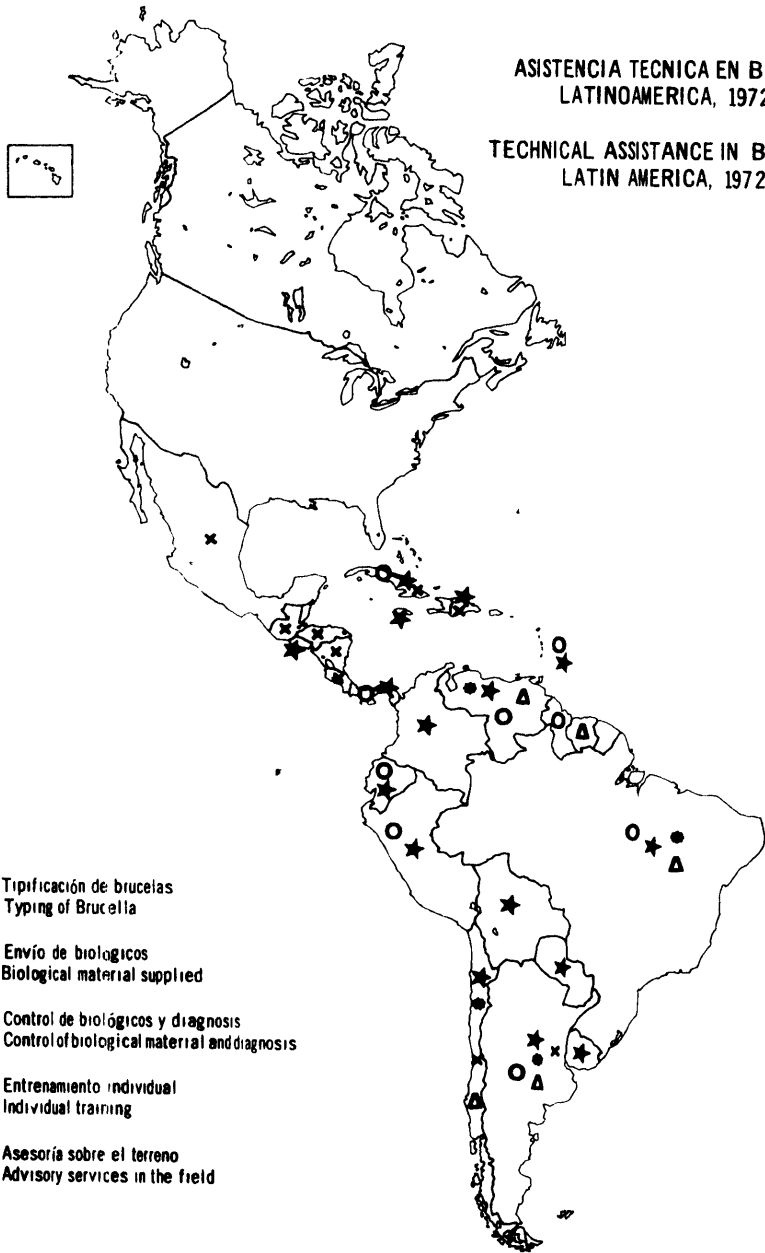 ASISTENCIA TECNICA EN B
LATINOAMERICA, 1972
TECHNICAL ASSISTANCE IN B
LATIN AMERICA, 1972
Tipificación de brucelas
Typing of Brucella
Envío de biologicos
Biological material supplied
Control de biológicos y diagnosis
Control of biological material and diagnosis
Entrenamiento individual
Individual training
Asesoría sobre el terreno
Advisory services in the field